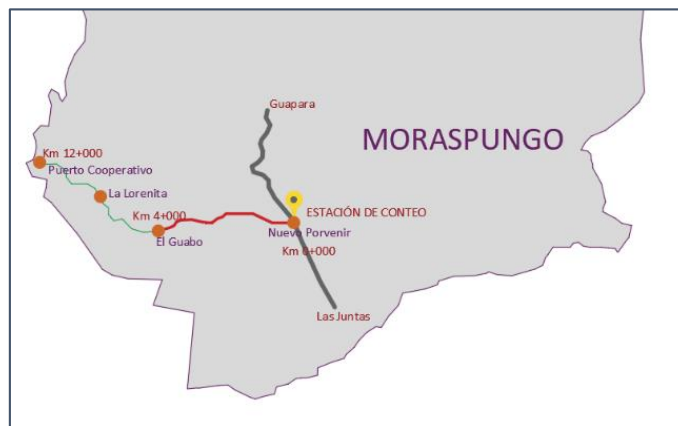 Guapara
MORASPUNGO
Km 12+000
Puerto Cooperativo
La Lorenita
Km 4+000
ESTACIÓN DE CONTEO
El Guabo
Nuevo Porvenir
Km 0+000
Las Juntas